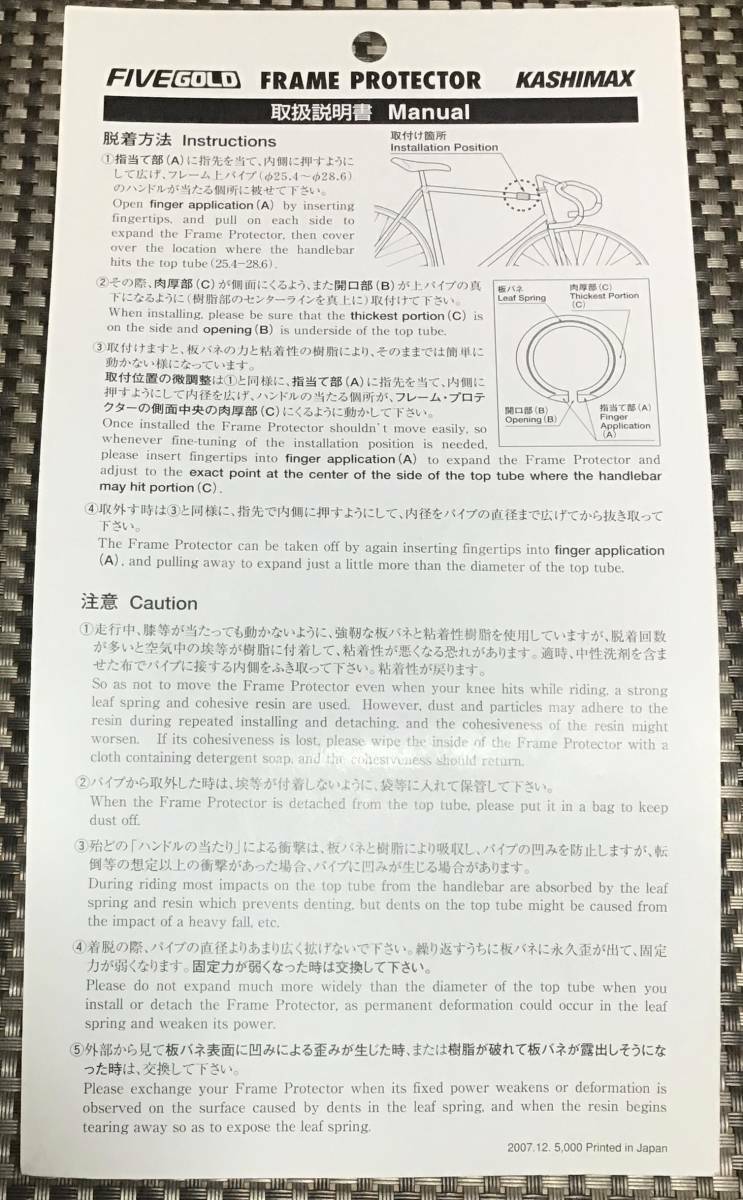 FIVEGOLD FRAME PROTECTOR KASHIMAX
取扱説明書 Manual
脱着方法 Instructions
①指当て部(A)に指先を当て、内側に押すように
して広げ、フレーム上パイプ(φ25.4〜φ28.6)
のハンドルが当たる個所に被せて下さい。
Open finger application(A) by inserting
fingertips, and pull on each side to
expand the Frame Protector, then cover
over the location where the handlebar
hits the top tube(25.4-28.6).
取付け箇所
Installation Position
②その際、肉厚部(C)が側面にくるよう、また開口部(B)が上パイプの真
下になるように(樹脂部のセンターラインを真上に)取付けて下さい。
When installing, please be sure that the thickest portion(C) is
on the side and opening(B) is underside of the top tube.
③取付けますと、板バネの力と粘着性の樹脂により、そのままでは簡単に
動かない様になっています。
取付位置の微調整は①と同様に、指当て部(A)に指先を当て、内側に
押すようにして内径を広げ、ハンドルの当たる個所が、フレーム・プロテ
クターの側面中央の肉厚部(C)にくるように動かして下さい。
Once installed the Frame Protector shouldn't move easily, so
whenever fine-tuning of the installation position is needed,
please insert fingertips into finger application(A) to expand the Frame Protector and
adjust to the exact point at the center of the side of the top tube where the handlebar
may hit portion(C).
板バネ
Leaf Spring
肉厚部(C)
Thickest Portion
(C)
開口部(B)
Opening(B)
指当て部(A)
Finger
Application
(A)
④取外す時は③と同様に、指先で内側に押すようにして、内径をパイプの直径まで広げてから抜き取って
下さい。
The Frame Protector can be taken off by again inserting fingertips into finger application
(A), and pulling away to expand just a little more than the diameter of the top tube.
注意 Caution
①走行中、膝等が当たっても動かないように、強靭な板バネと粘着性樹脂を使用していますが、脱着回数
が多いと空気中の埃等が樹脂に付着して、粘着性が悪くなる恐れがあります。適時、中性洗剤を含ま
せた布でパイプに接する内側をふき取って下さい。粘着性が戻ります。
So as not to move the Frame Protector even when your knee hits while riding, a strong
leaf spring and cohesive resin are used. However, dust and particles may adhere to the
resin during repeated installing and detaching, and the cohesiveness of the resin might
worsen. If its cohesiveness is lost, please wipe the inside of the Frame Protector with a
cloth containing detergent soap, and the cohesiveness should return.
②パイプから取外した時は、埃等が付着しないように、袋等に入れて保管して下さい。
When the Frame Protector is detached from the top tube, please put it in a bag to keep
dust off.
③殆どの「ハンドルの当たり」による衝撃は、板バネと樹脂により吸収し、パイプの凹みを防止しますが、転
倒等の想定以上の衝撃があった場合、パイプに凹みが生じる場合があります。
During riding most impacts on the top tube from the handlebar are absorbed by the leaf
spring and resin which prevents denting, but dents on the top tube might be caused from
the impact of a heavy fall, etc.
④着脱の際、パイプの直径よりあまり広く拡げないで下さい。繰り返すうちに板バネに永久歪が出て、固定
力が弱くなります。固定力が弱くなった時は交換して下さい。
Please do not expand much more widely than the diameter of the top tube when you
install or detach the Frame Protector, as permanent deformation could occur in the leaf
spring and weaken its power.
⑤外部から見て板バネ表面に凹みによる歪みが生じた時、または樹脂が破れて板バネが露出しそうにな
った時は、交換して下さい。
Please exchange your Frame Protector when its fixed power weakens or deformation is
observed on the surface caused by dents in the leaf spring, and when the resin begins
tearing away so as to expose the leaf spring.
2007.12. 5,000 Printed in Japan